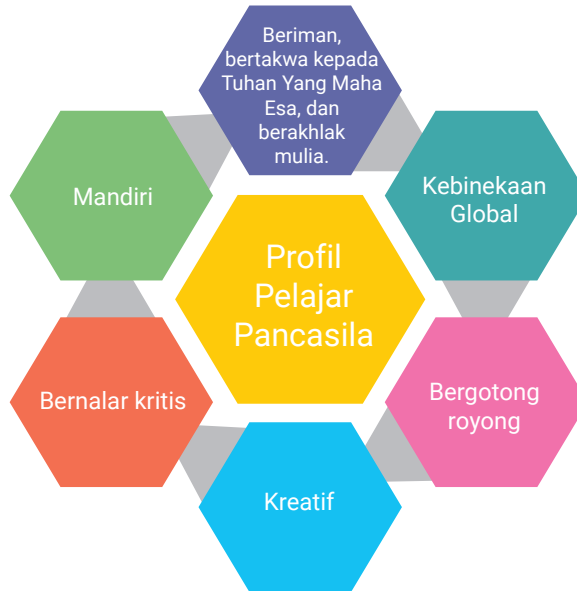 Beriman,
bertakwa kepada
Tuhan Yang Maha
Esa, dan
berakhlak
mulia.
Kebinekaan
Global
Bergotong
royong
Kreatif
Bernalar kritis
Mandiri
Profil
Pelajar
Pancasila